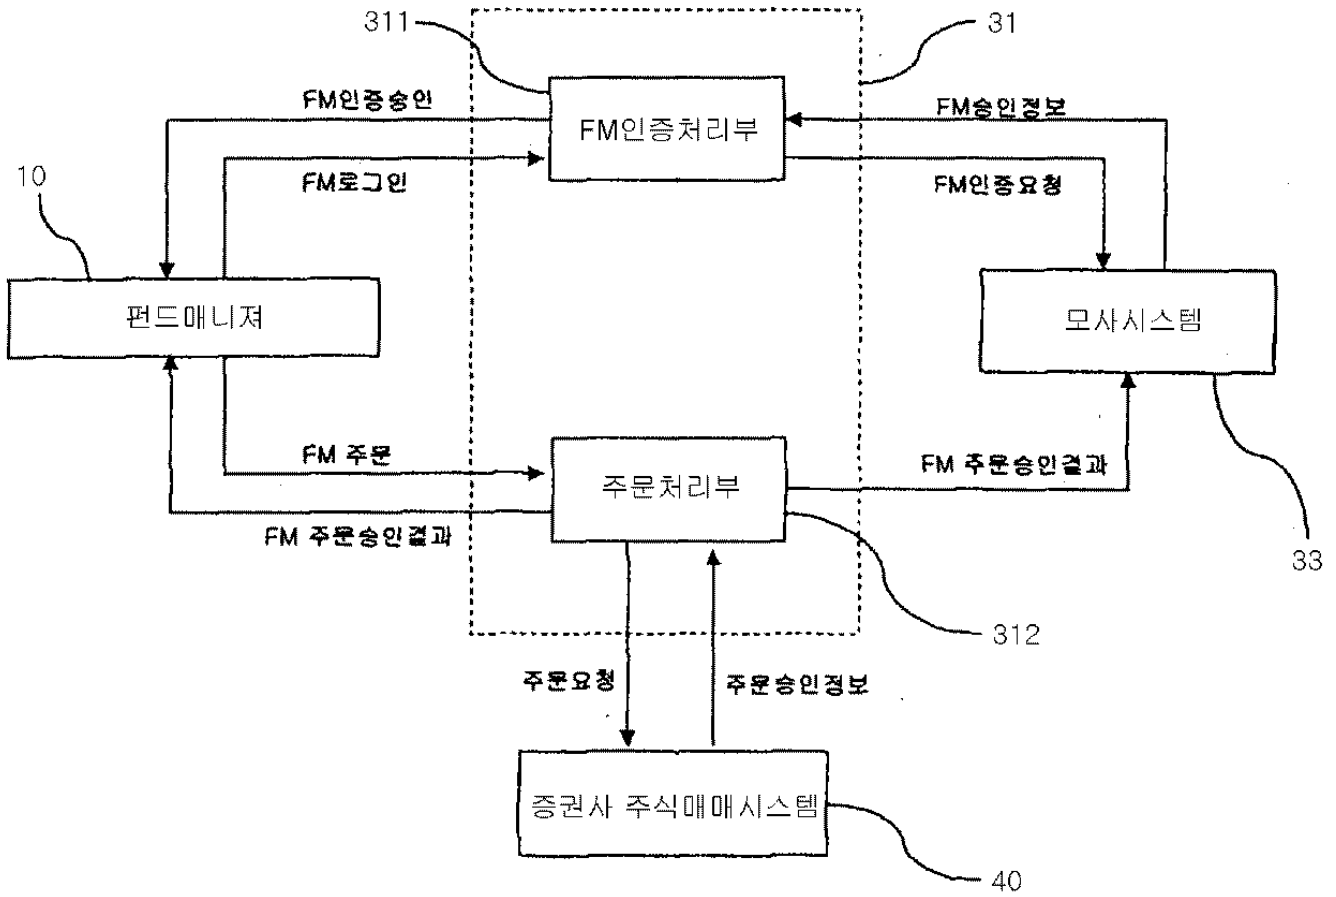 311
31
FM인증승인
FM승인정보
FM인증처리부
FM로그인
FM인증요청
10
펀드매니져
모사시스템
FM 주문
FM 주문승인결과
주문처리부
FM 주문승인결과
33
312
주문요청
주문승인정보
증권사 주식매매시스템
40